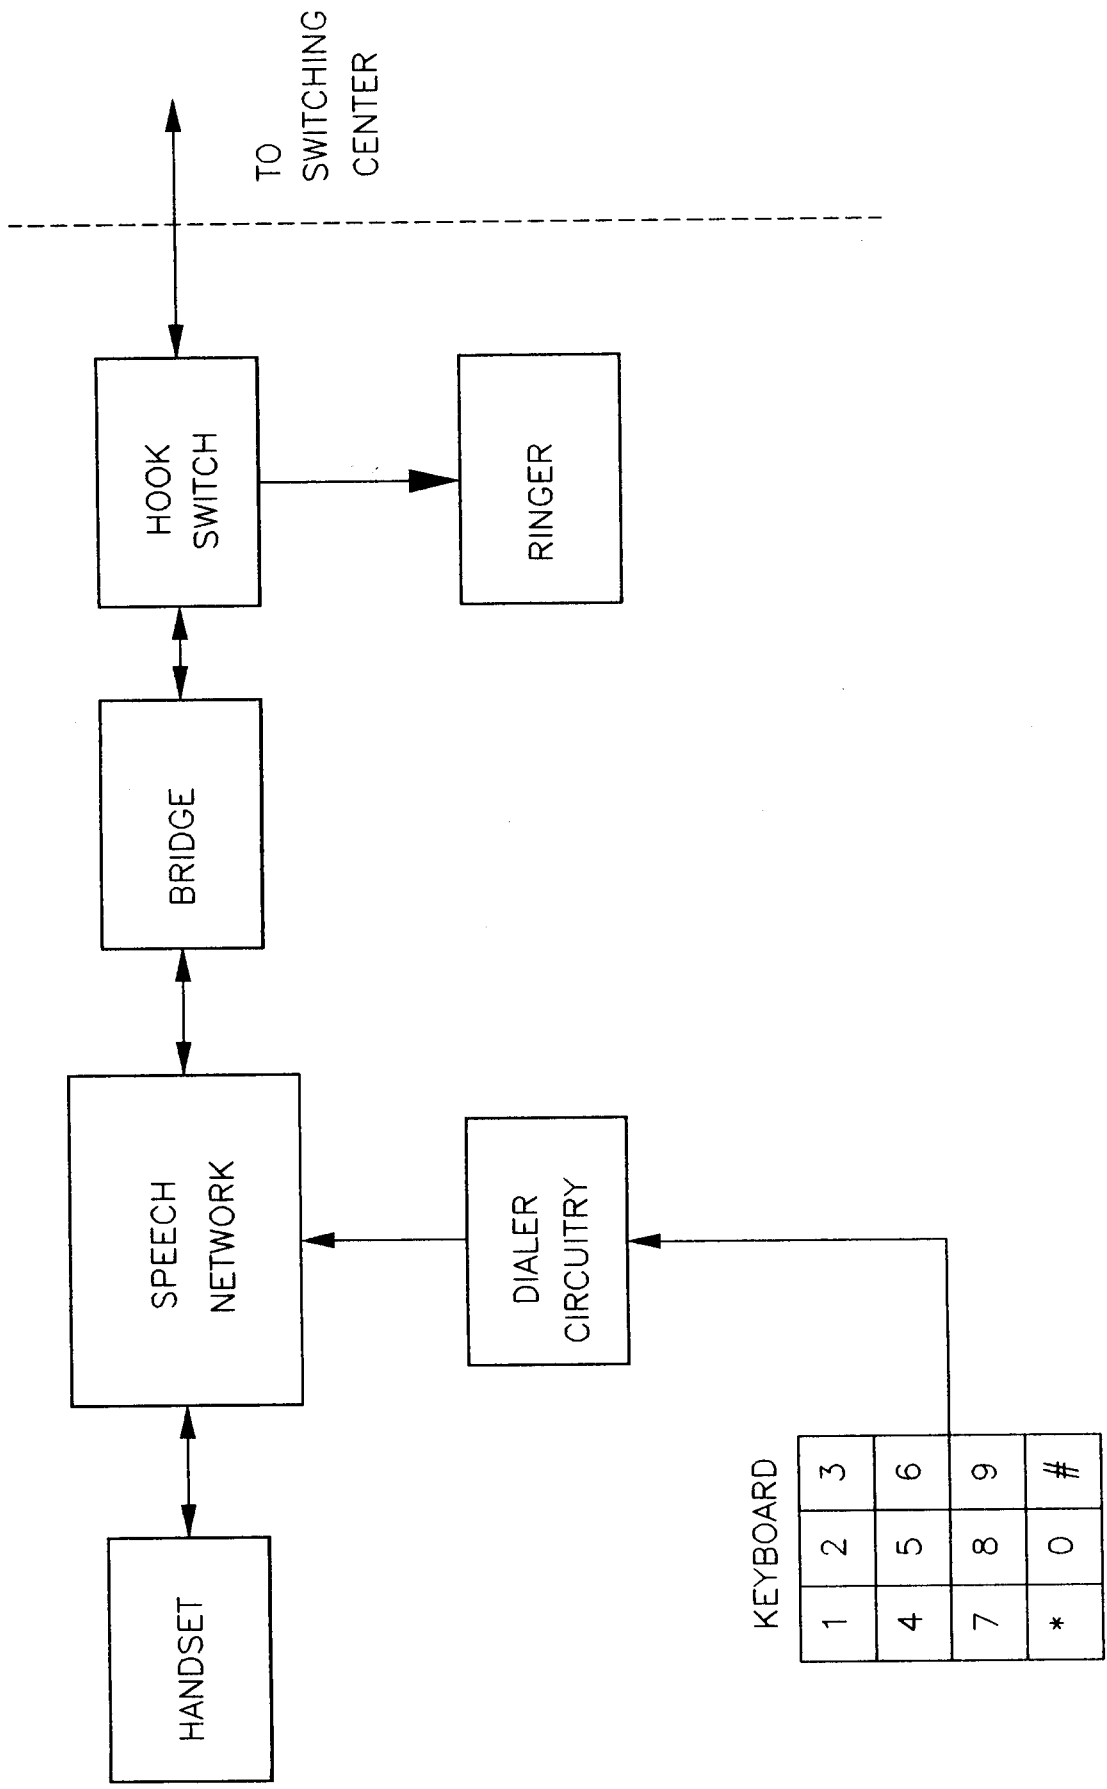 HANDSET
SPEECH
NETWORK
BRIDGE
HOOK
SWITCH
TO
SWITCHING
CENTER
DIALER
CIRCUITRY
RINGER
KEYBOARD
1 2 3
4 5 6
7 8 9
* 0 #